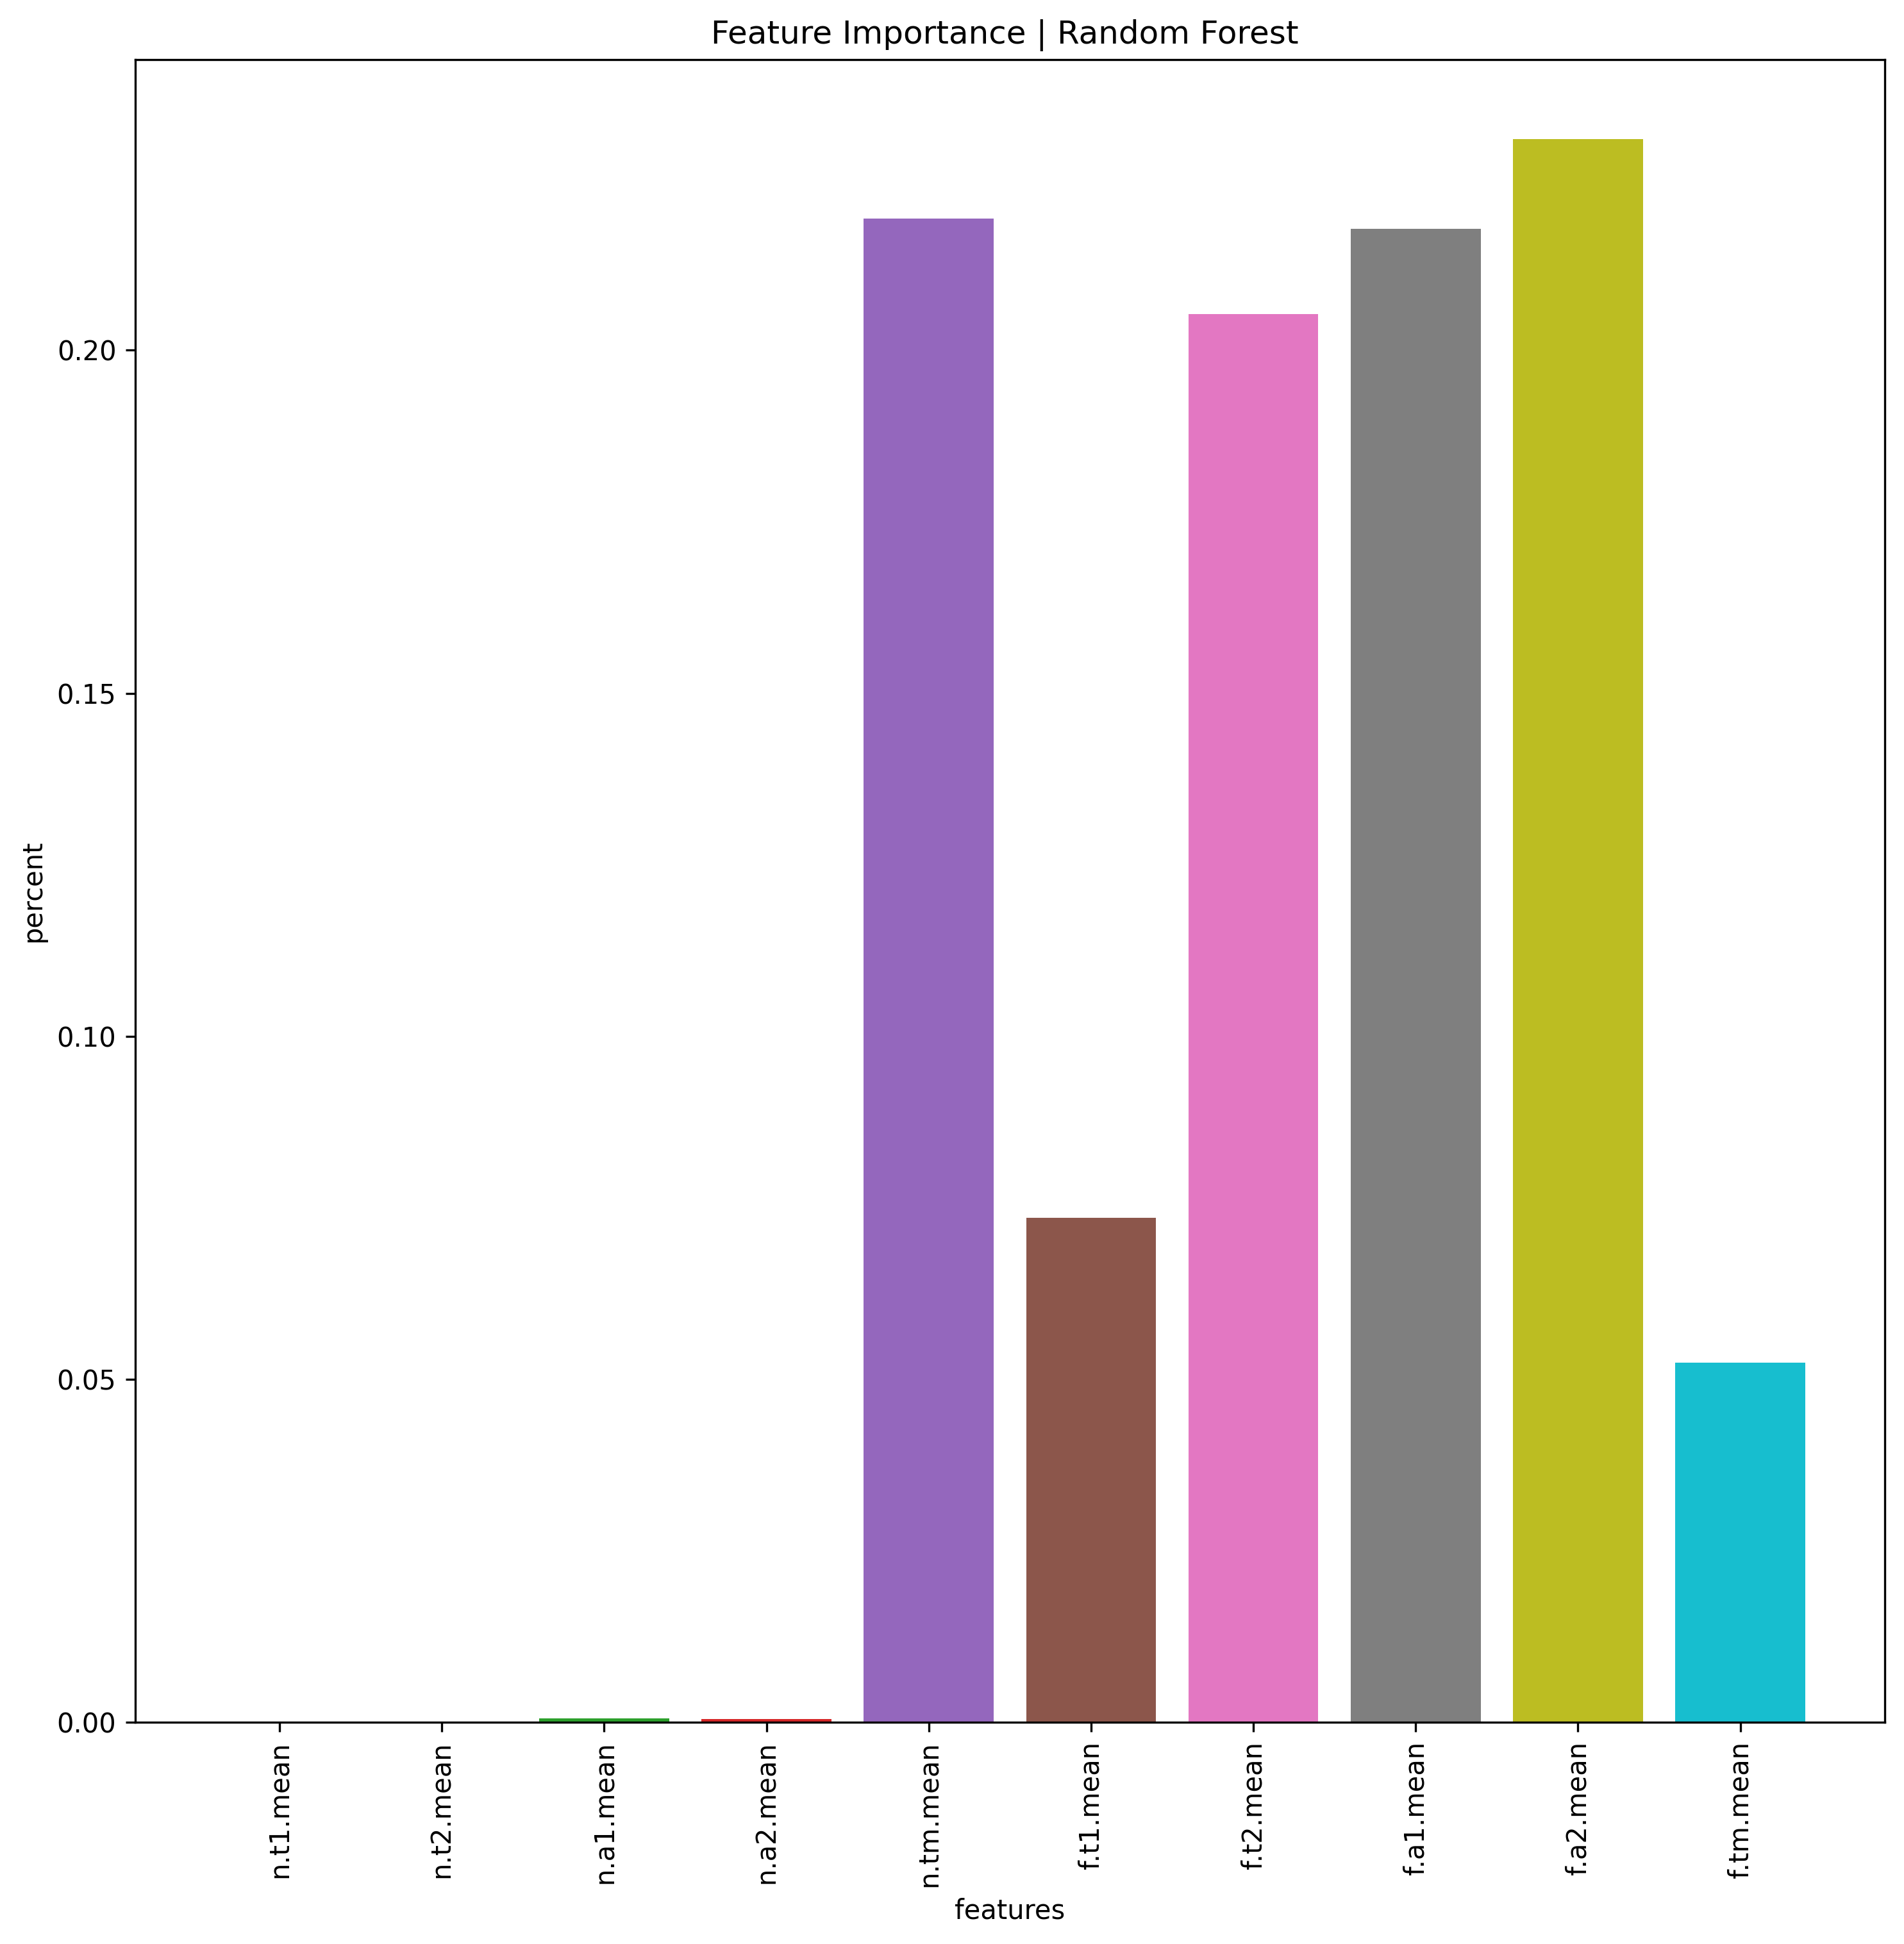 Feature Importance | Random Forest
percent
0.20
0.15
0.10
0.05
0.00
n.t1.mean
n.t2.mean
n.a1.mean
n.a2.mean
n.tm.mean
f.t1.mean
f.t2.mean
f.a1.mean
f.a2.mean
f.tm.mean
features